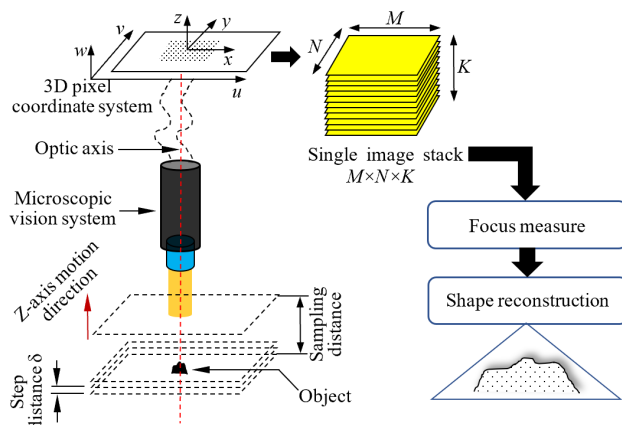 z
y
x
v
w
u
3D pixel
coordinate system
M
N
K
Optic axis
Single image stack
M×N×K
Microscopic
vision system
Focus measure
Shape reconstruction
Z-axis motion
direction
Sampling
distance
Step
distance δ
Object